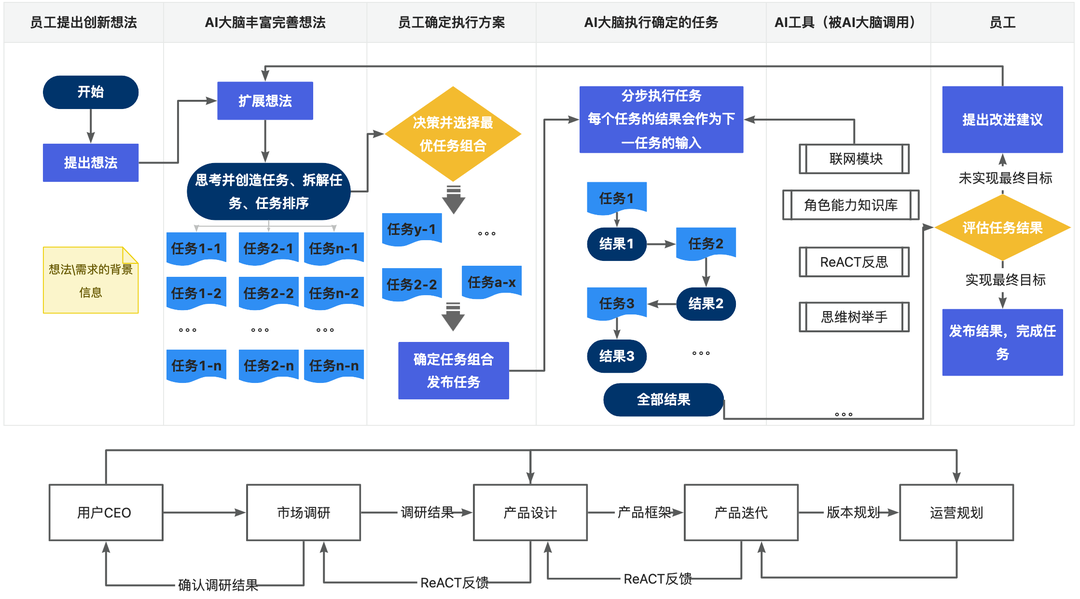 员工提出创新想法
AI大脑丰富完善想法
员工确定执行方案
AI大脑执行确定的任务
AI工具（被AI大脑调用）
员工
开始
提出想法
想法\需求的背景
信息
扩展想法
思考并创造任务、拆解任
务、任务排序
任务1-1
任务2-1
任务n-1
任务1-2
任务2-2
任务n-2
任务1-n
任务2-n
任务n-n
决策并选择最
优任务组合
任务y-1
任务2-2
任务a-x
确定任务组合
发布任务
分步执行任务
每个任务的结果会作为下
一任务的输入
任务1
结果1
任务2
结果2
任务3
结果3
全部结果
联网模块
角色能力知识库
ReACT反思
思维树举手
提出改进建议
未实现最终目标
评估任务结果
实现最终目标
发布结果，完成任
务
用户CEO
市场调研
调研结果
产品设计
产品框架
产品迭代
版本规划
运营规划
确认调研结果
ReACT反馈
ReACT反馈